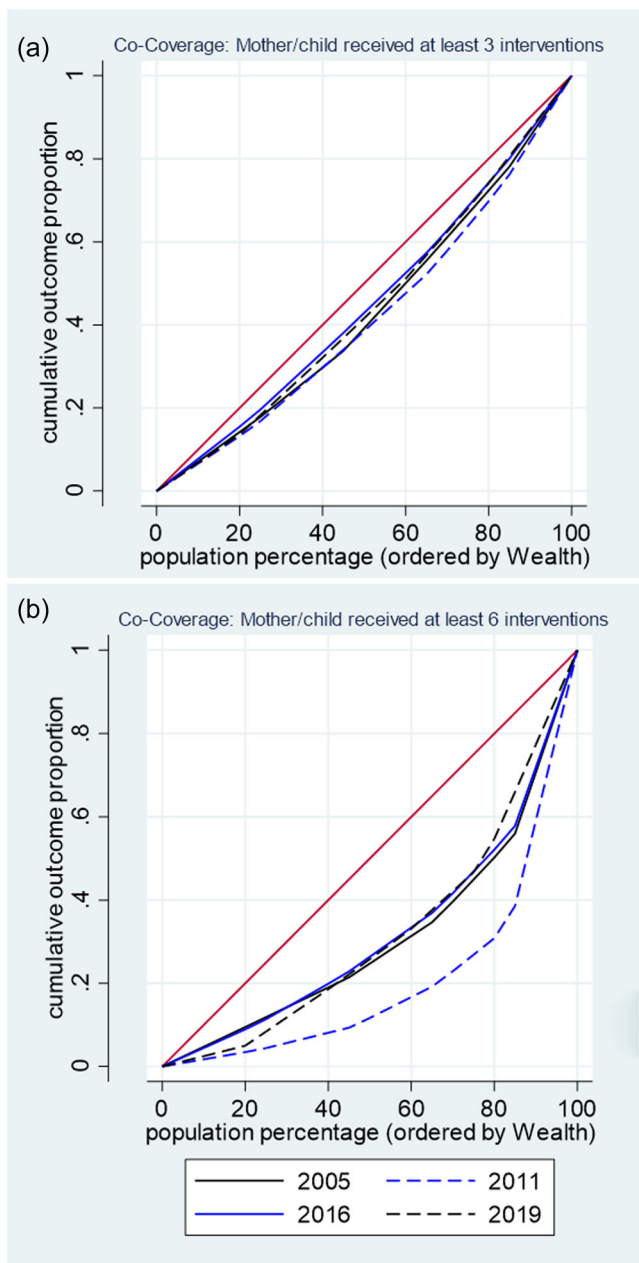 (a)
Co-Coverage: Mother/child received at least 3 interventions
cumulative outcome proportion
1
.8
.6
.4
.2
0
0 20 40 60 80 100
population percentage (ordered by Wealth)
(b)
Co-Coverage: Mother/child received at least 6 interventions
cumulative outcome proportion
1
.8
.6
.4
.2
0
0 20 40 60 80 100
population percentage (ordered by Wealth)
2005 2011
2016 2019